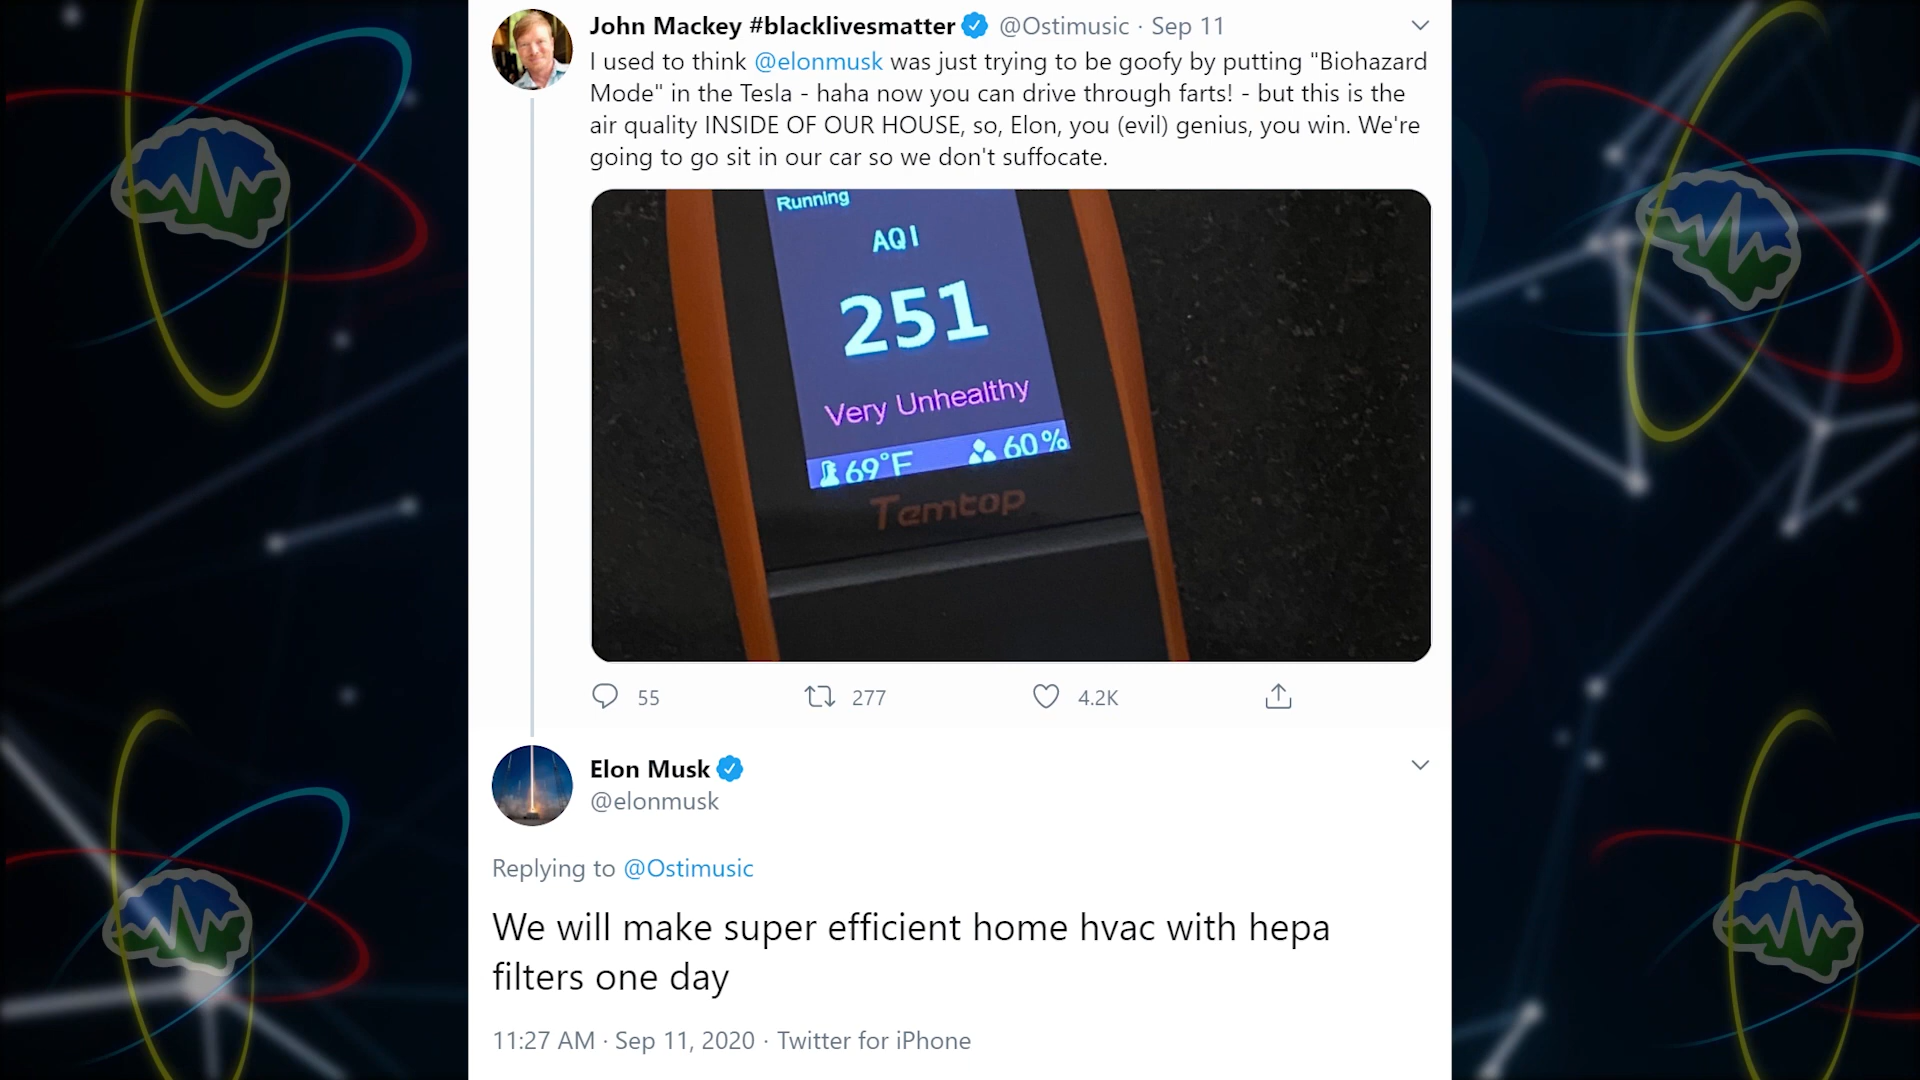 John Mackey #blacklivesmatter @Ostimusic · Sep 11
I used to think @elonmusk was just trying to be goofy by putting "Biohazard
Mode" in the Tesla - haha now you can drive through farts! - but this is the
air quality INSIDE OF OUR HOUSE, so, Elon, you (evil) genius, you win. We're
going to go sit in our car so we don't suffocate.
Running
AQI
251
Very Unhealthy
69°F 60%
Temtop
55 277 4.2K
Elon Musk
@elonmusk
Replying to @Ostimusic
We will make super efficient home hvac with hepa
filters one day
11:27 AM · Sep 11, 2020 · Twitter for iPhone